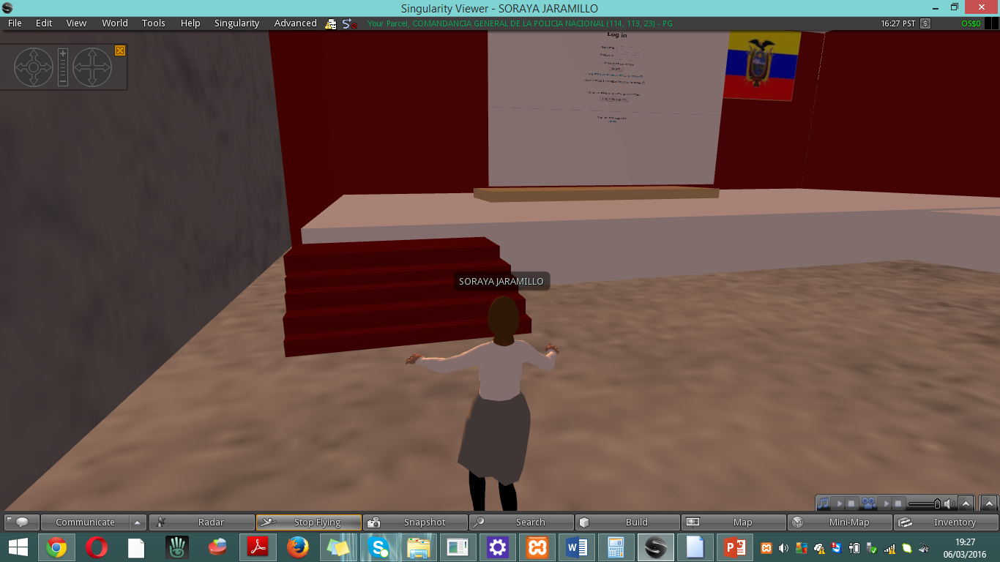 Singularity Viewer - SORAYA JARAMILLO
File Edit View World Tools Help Singularity Advanced Your Parcel, COMANDANCIA GENERAL DE LA POLICIA NACIONAL (114, 113, 23) - PG 16:27 PST $ OS$0
Log in
SORAYA JARAMILLO
Communicate Radar Stop Flying Snapshot Search Build Map Mini-Map Inventory
19:27
06/03/2016